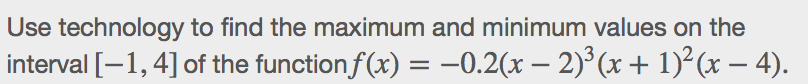 Use technology to find the maximum and minimum values on the
interval [−1, 4] of the function f(x) = −0.2(x − 2)³(x + 1)²(x − 4).